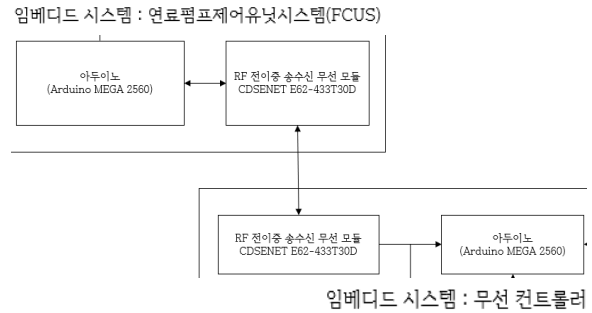 임베디드 시스템 : 연료펌프제어유닛시스템(FCUS)
아두이노
(Arduino MEGA 2560)
RF 전이중 송수신 무선 모듈
CDSENET E62-433T30D
RF 전이중 송수신 무선 모듈
CDSENET E62-433T30D
아두이노
(Arduino MEGA 2560)
임베디드 시스템 : 무선 컨트롤러